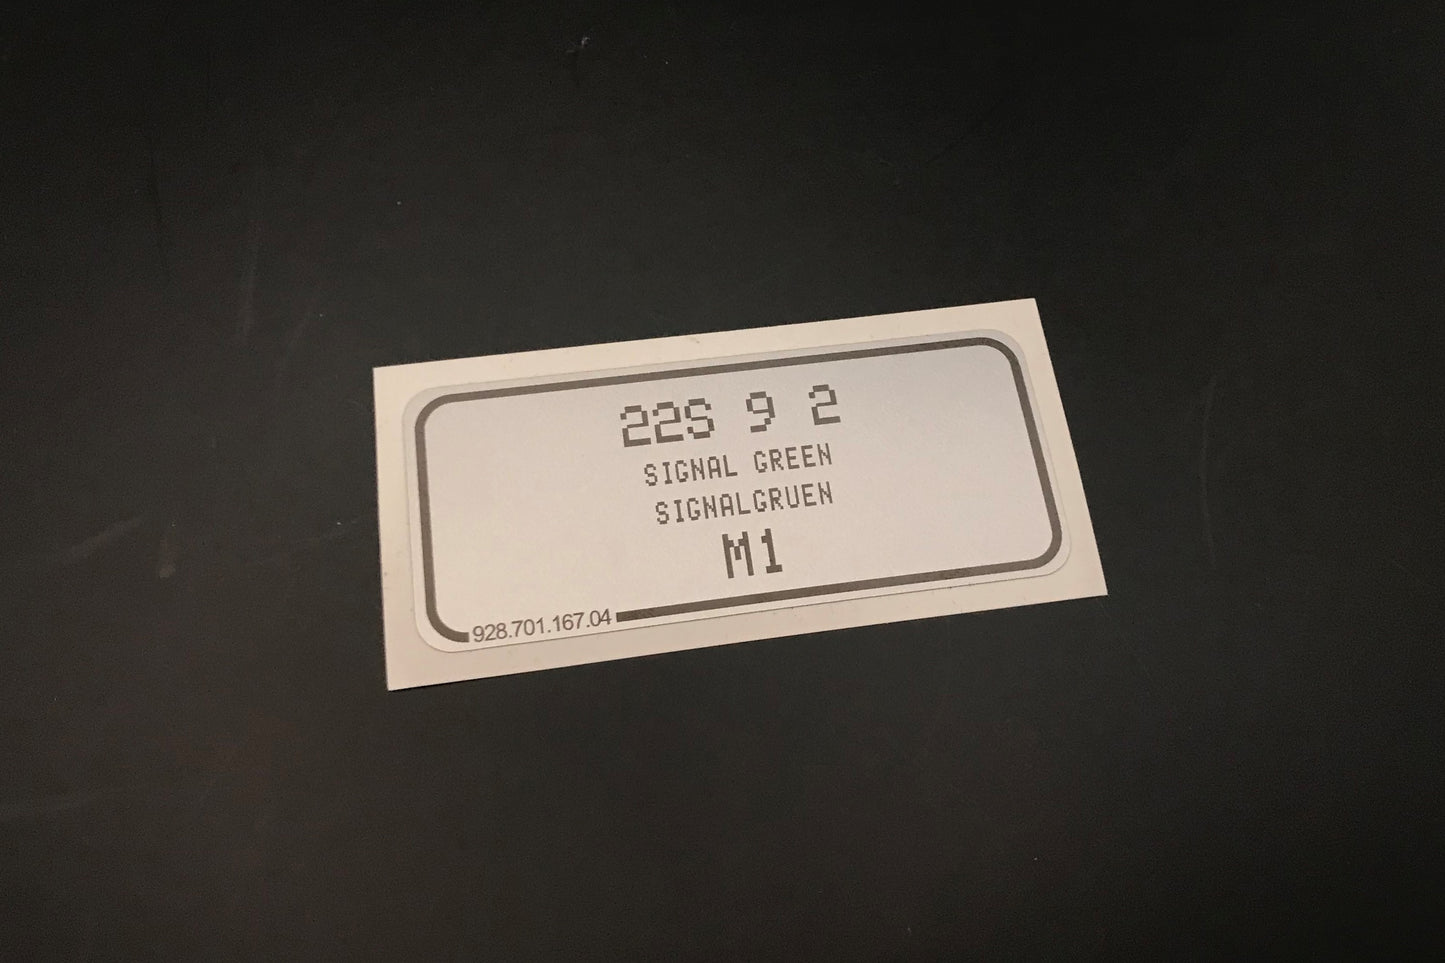 22S 9 2
SIGNAL GREEN
SIGNALGRUEN
M1
928.701.167.04